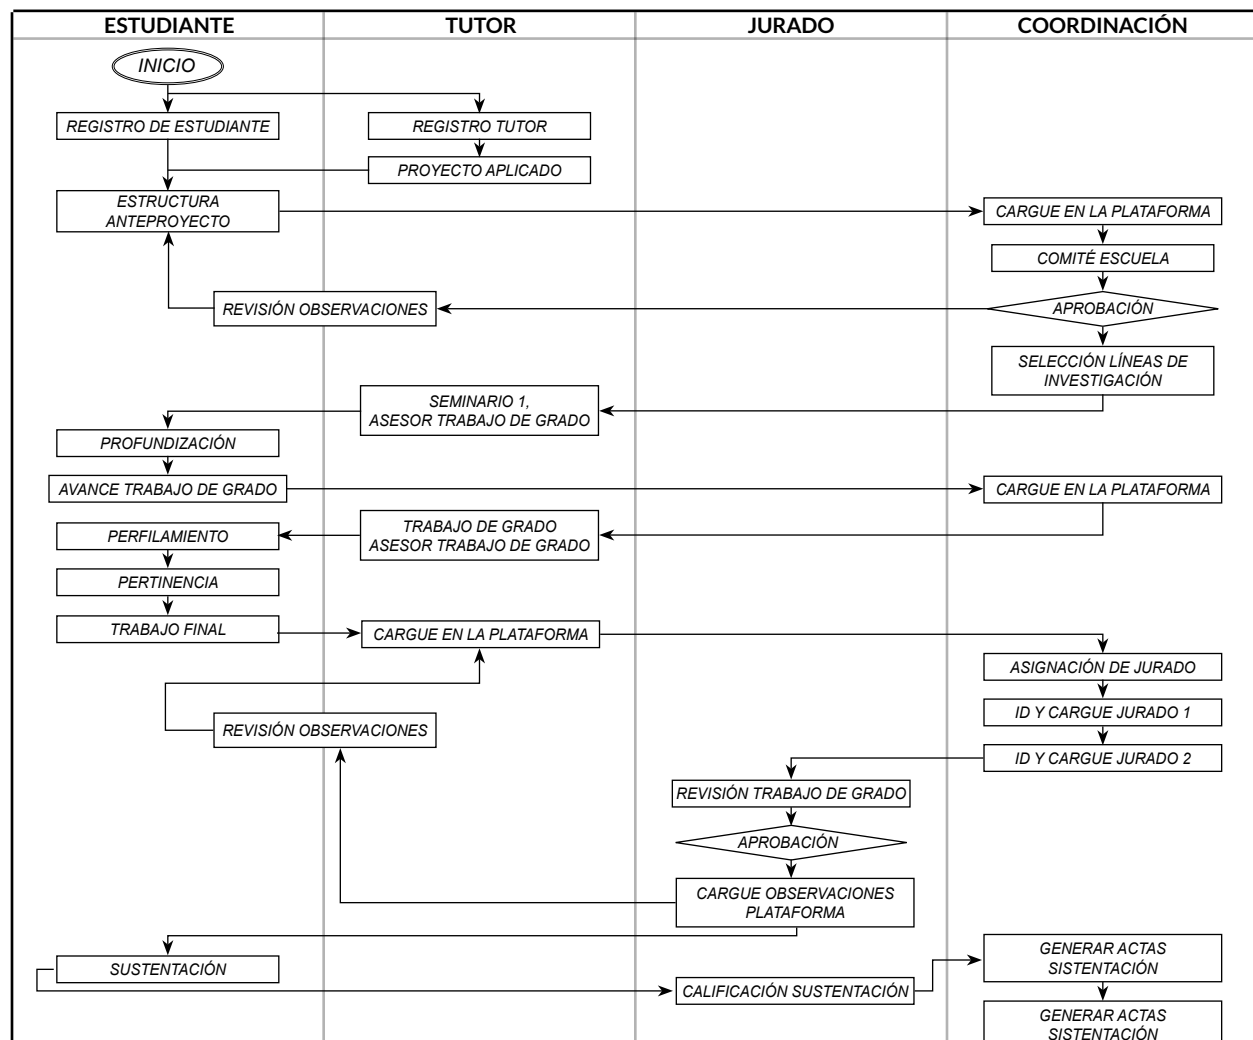 ESTUDIANTE
TUTOR
JURADO
COORDINACIÓN
INICIO
REGISTRO DE ESTUDIANTE
REGISTRO TUTOR
PROYECTO APLICADO
ESTRUCTURA
ANTEPROYECTO
CARGUE EN LA PLATAFORMA
COMITÉ ESCUELA
REVISIÓN OBSERVACIONES
APROBACIÓN
SELECCIÓN LÍNEAS DE
INVESTIGACIÓN
SEMINARIO 1,
ASESOR TRABAJO DE GRADO
PROFUNDIZACIÓN
AVANCE TRABAJO DE GRADO
CARGUE EN LA PLATAFORMA
TRABAJO DE GRADO
ASESOR TRABAJO DE GRADO
PERFILAMIENTO
PERTINENCIA
TRABAJO FINAL
CARGUE EN LA PLATAFORMA
ASIGNACIÓN DE JURADO
ID Y CARGUE JURADO 1
REVISIÓN OBSERVACIONES
ID Y CARGUE JURADO 2
REVISIÓN TRABAJO DE GRADO
APROBACIÓN
CARGUE OBSERVACIONES
PLATAFORMA
SUSTENTACIÓN
CALIFICACIÓN SUSTENTACIÓN
GENERAR ACTAS
SISTENTACIÓN
GENERAR ACTAS
SISTENTACIÓN